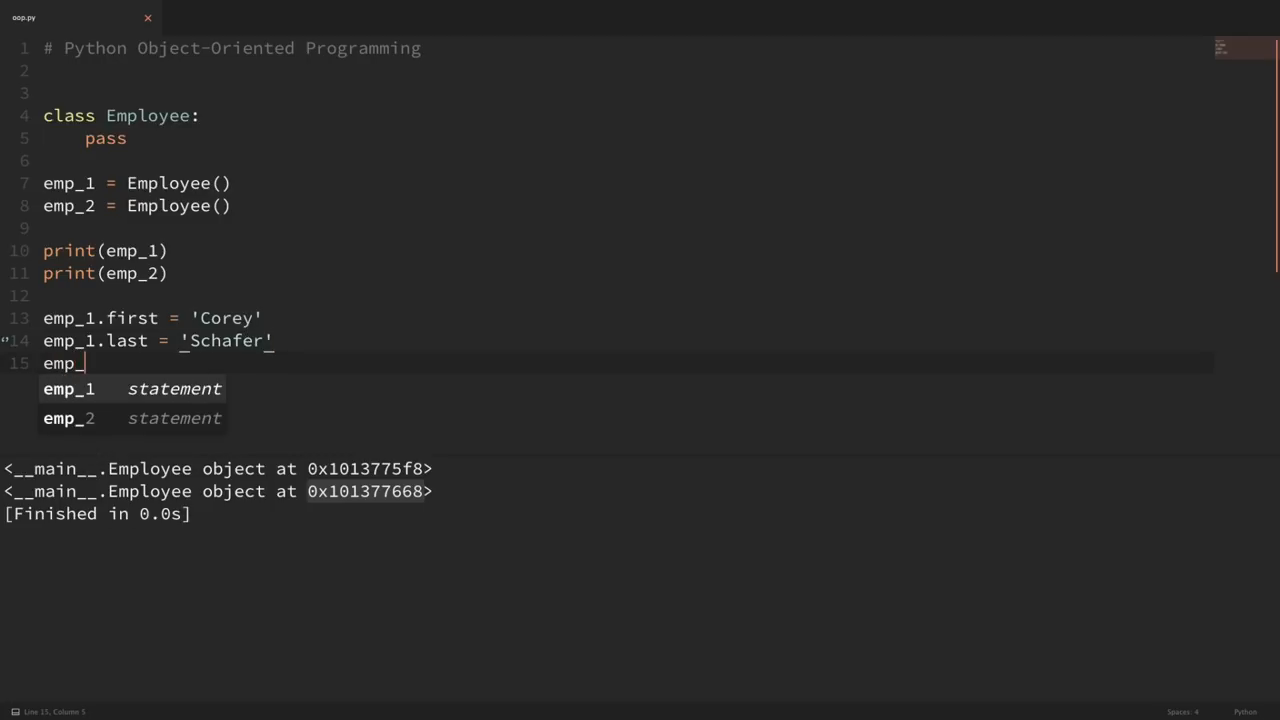 oop.py
1 # Python Object-Oriented Programming
2
3
4 class Employee:
5     pass
6
7 emp_1 = Employee()
8 emp_2 = Employee()
9
10 print(emp_1)
11 print(emp_2)
12
13 emp_1.first = 'Corey'
14 emp_1.last = 'Schafer'
15 emp_
emp_1 statement
emp_2 statement
<__main__.Employee object at 0x1013775f8>
<__main__.Employee object at 0x101377668>
[Finished in 0.0s]
Line 15, Column 5 Spaces: 4 Python